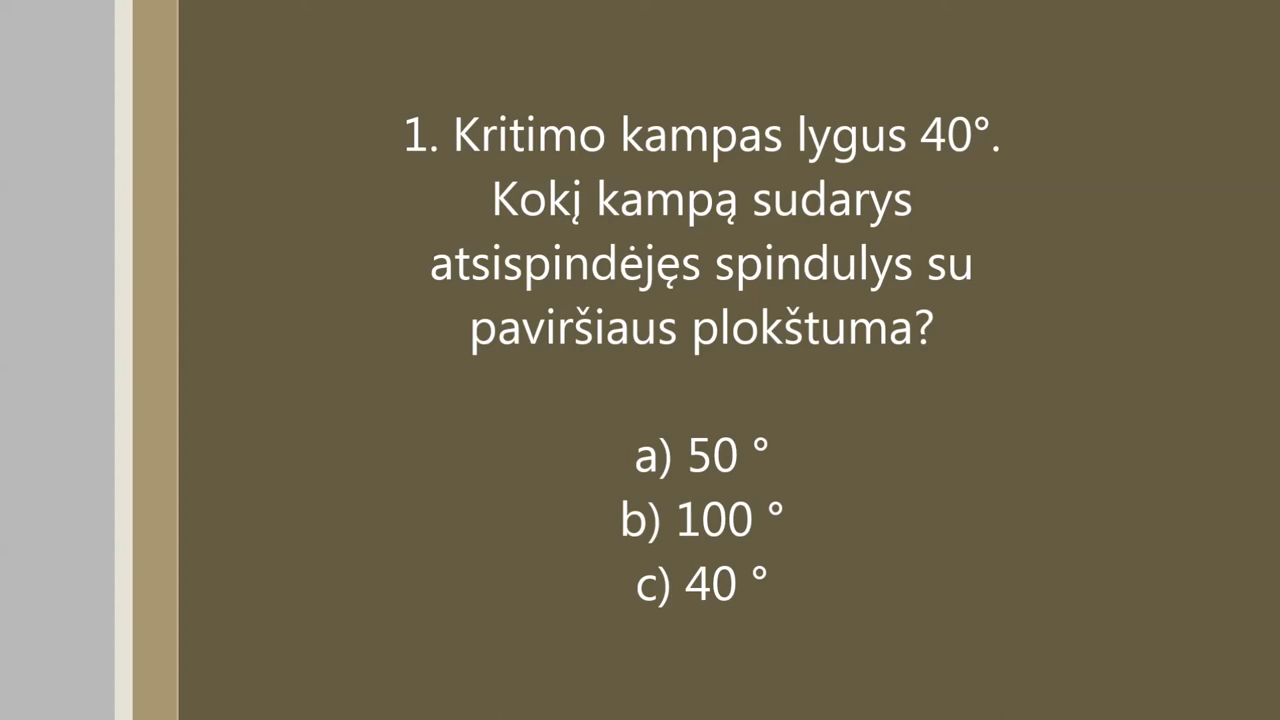 1. Kritimo kampas lygus 40°.
Kokį kampą sudarys
atsispindėjęs spindulys su
paviršiaus plokštuma?
a) 50 °
b) 100 °
c) 40 °